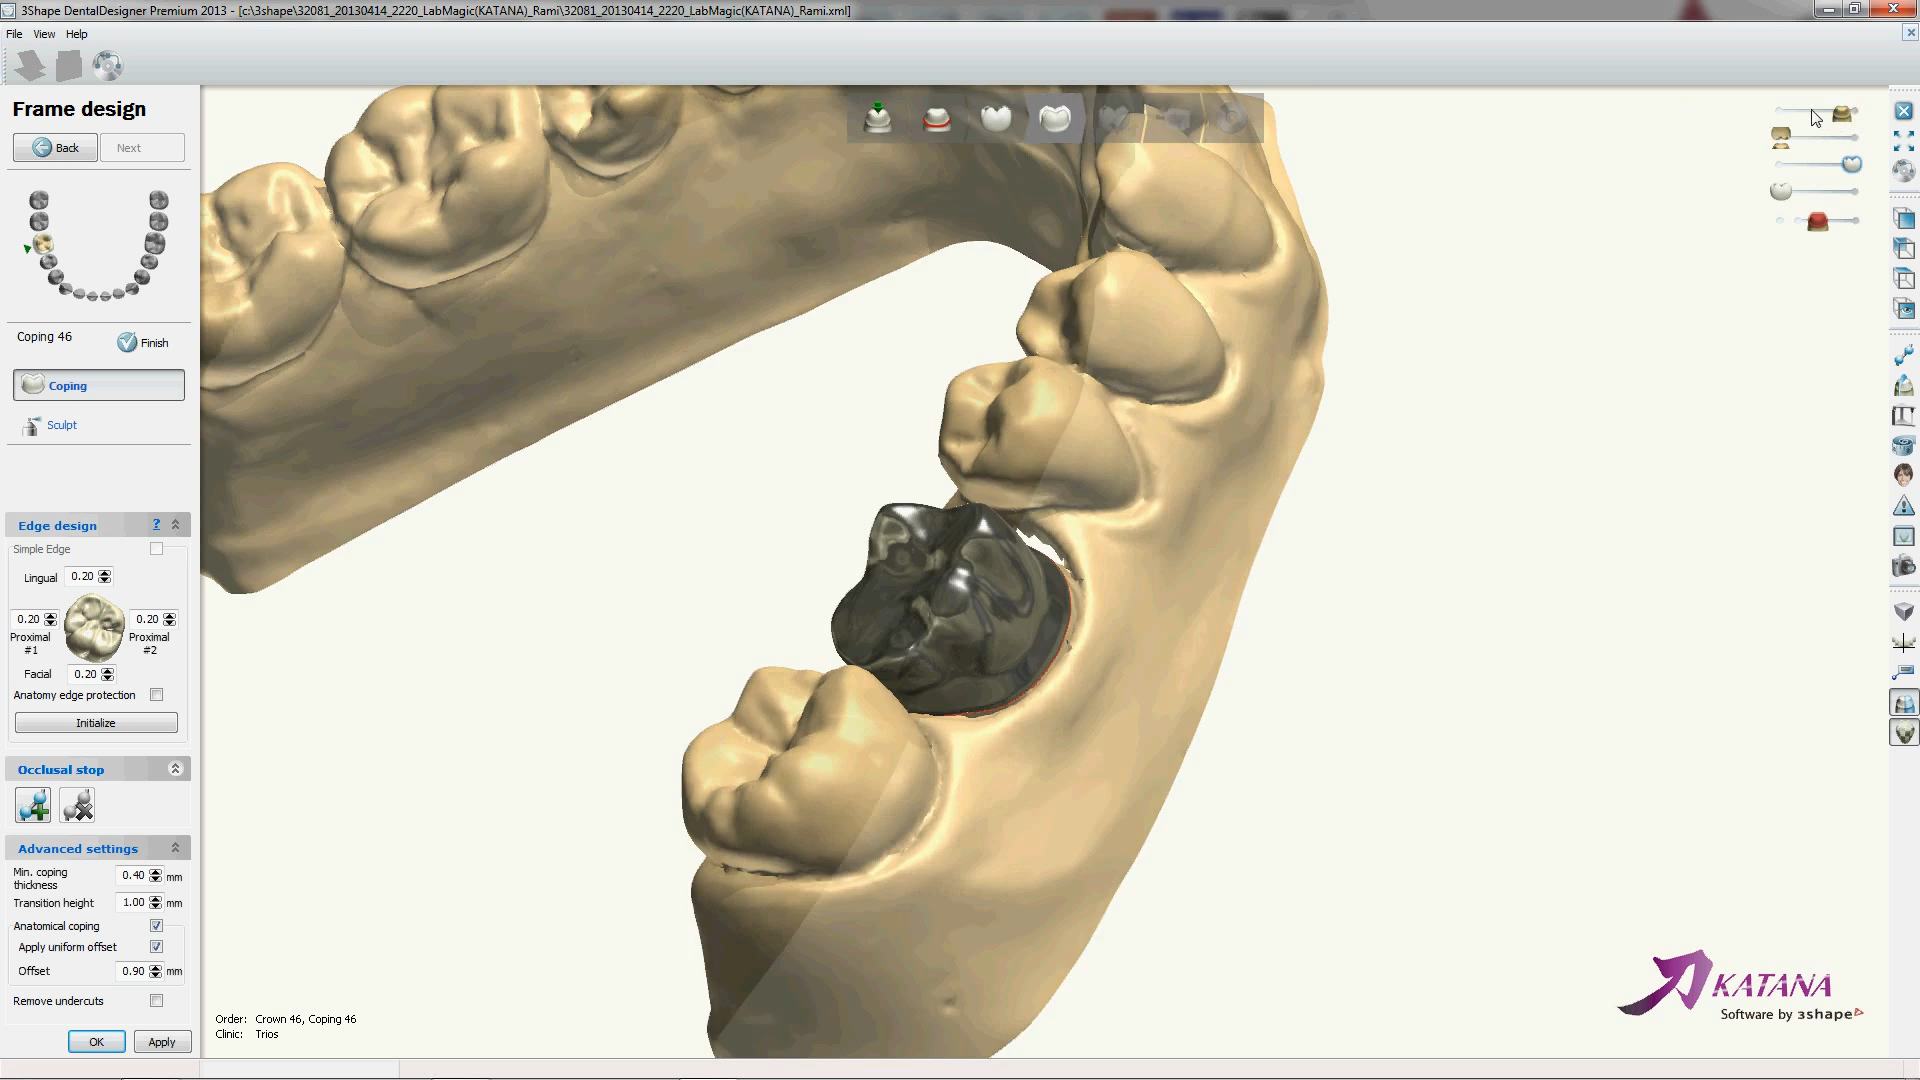 3Shape DentalDesigner Premium 2013 - [c:\3shape\32081_20130414_2220_LabMagic(KATANA)_Rami\32081_20130414_2220_LabMagic(KATANA)_Rami.xml]
File View Help
Frame design
Back Next
Coping 46 Finish
Coping
Sculpt
Edge design ?
Simple Edge
Lingual 0.20
0.20 0.20
Proximal #1 Proximal #2
Facial 0.20
Anatomy edge protection
Initialize
Occlusal stop
Advanced settings
Min. coping thickness 0.40 mm
Transition height 1.00 mm
Anatomical coping
Apply uniform offset
Offset 0.90 mm
Remove undercuts
OK Apply
Order: Crown 46, Coping 46
Clinic: Trios
KATANA
Software by 3shape